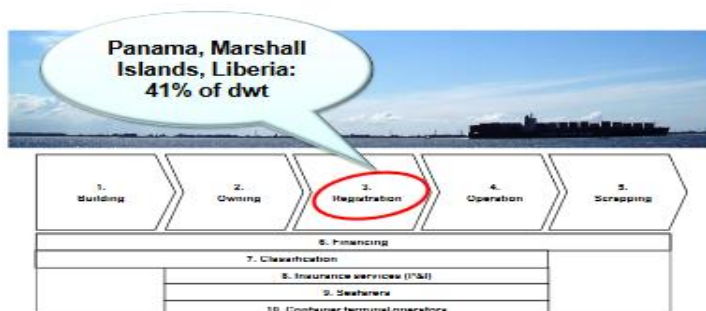 Panama, Marshall
Islands, Liberia:
41% of dwt
1.
Building
2.
Owning
3.
Registration
4.
Operation
5.
Scrapping
6. Financing
7. Classification
8. Insurance services (P&I)
9. Seafarers
10. Container terminal operators